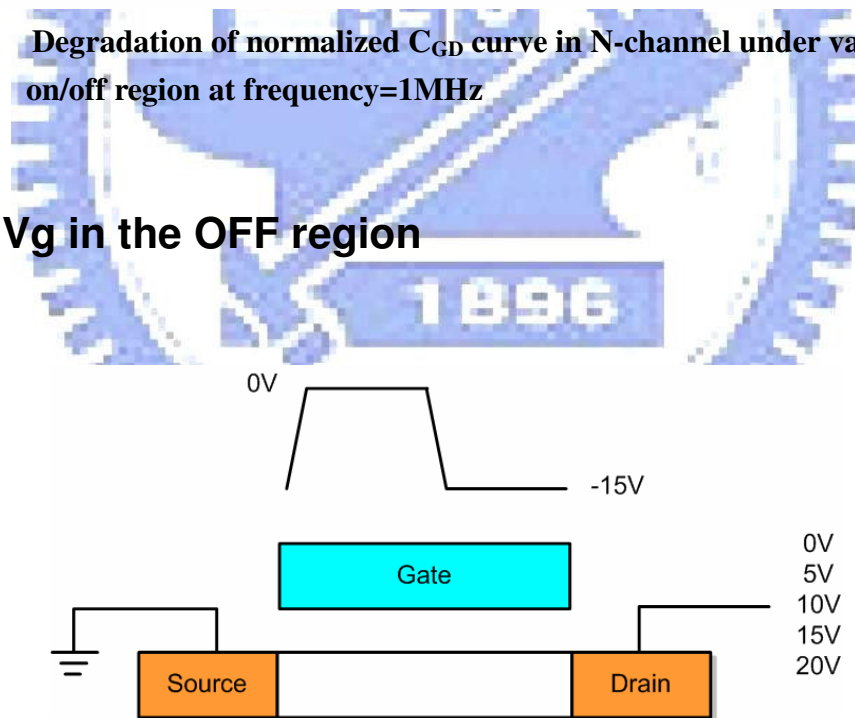 Degradation of normalized CGD curve in N-channel under va
on/off region at frequency=1MHz
Vg in the OFF region
1896
0V
-15V
Gate
0V
5V
10V
15V
20V
Source
Drain